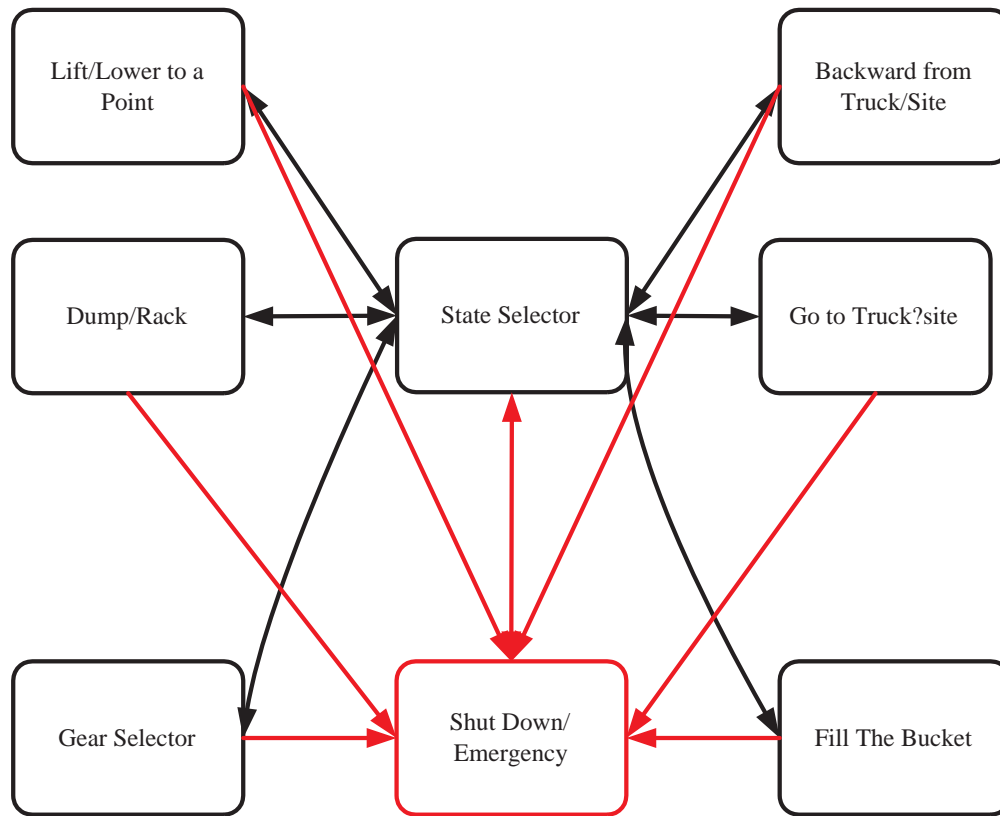 Lift/Lower to a
Point
Backward from
Truck/Site
Dump/Rack
State Selector
Go to Truck?site
Gear Selector
Shut Down/
Emergency
Fill The Bucket